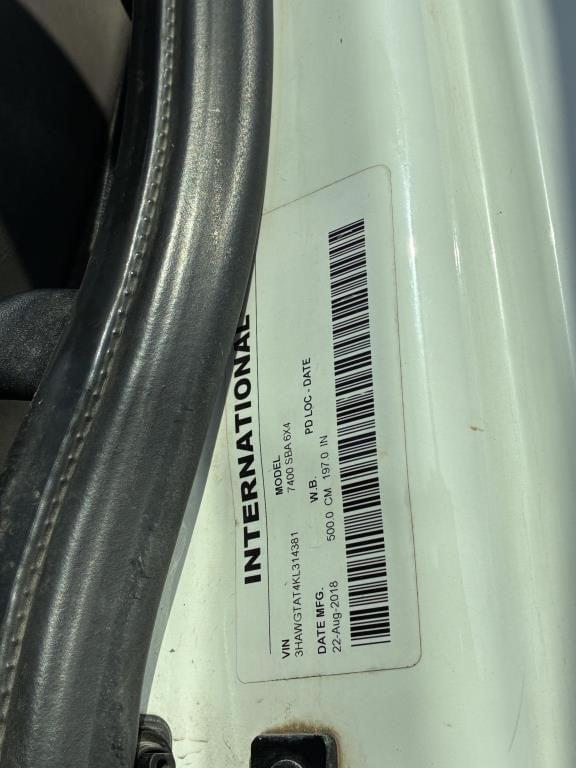 INTERNATIONAL
VIN MODEL
3HAWGTAT4KL314381 7400 SBA 6X4
DATE MFG. W.B. PD LOC - DATE
22-Aug-2018 500.0 CM 197.0 IN